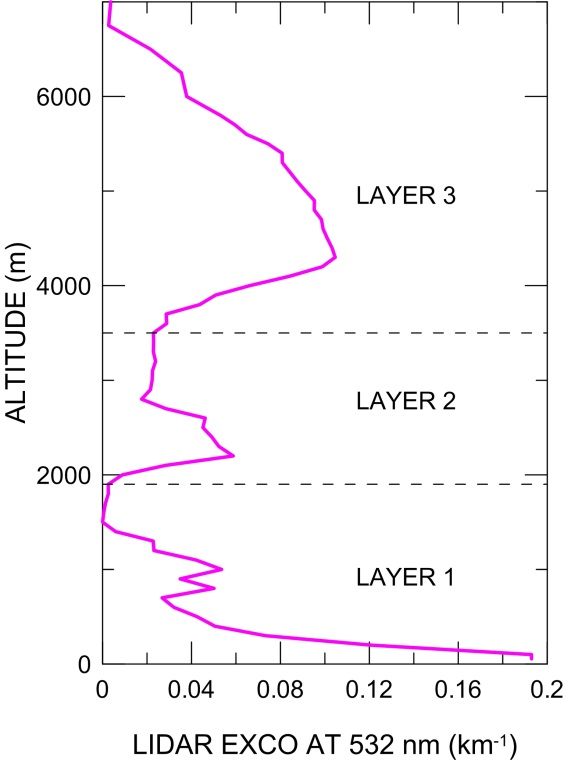 6000
LAYER 3
4000
ALTITUDE (m)
LAYER 2
2000
LAYER 1
0
0 0.04 0.08 0.12 0.16 0.2
LIDAR EXCO AT 532 nm (km⁻¹)